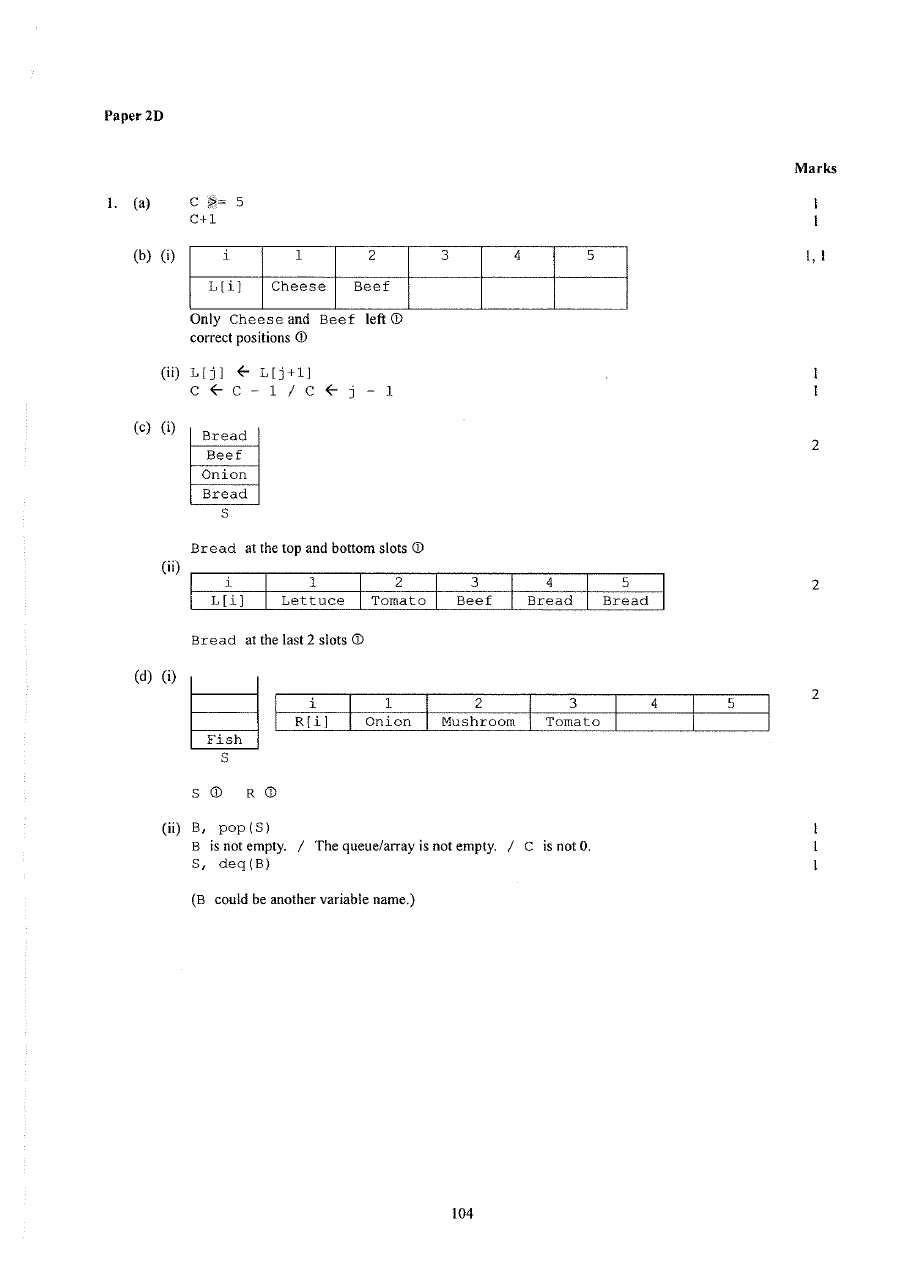 Paper 2D
Marks
1. (a) C >= 5 1
C+1 1
(b) (i) i 1 2 3 4 5 1, 1
L[i] Cheese Beef
Only Cheese and Beef left ①
correct positions ①
(ii) L[j] ← L[j+1] 1
C ← C - 1 / C ← j - 1 1
(c) (i) Bread
2
Beef
Onion
Bread
S
Bread at the top and bottom slots ①
(ii)
i 1 2 3 4 5 2
L[i] Lettuce Tomato Beef Bread Bread
Bread at the last 2 slots ①
(d) (i)
2
i 1 2 3 4 5
R[i] Onion Mushroom Tomato
Fish
S
S ① R ①
(ii) B, pop(S) 1
B is not empty. / The queue/array is not empty. / C is not 0. 1
S, deq(B) 1
(B could be another variable name.)
104